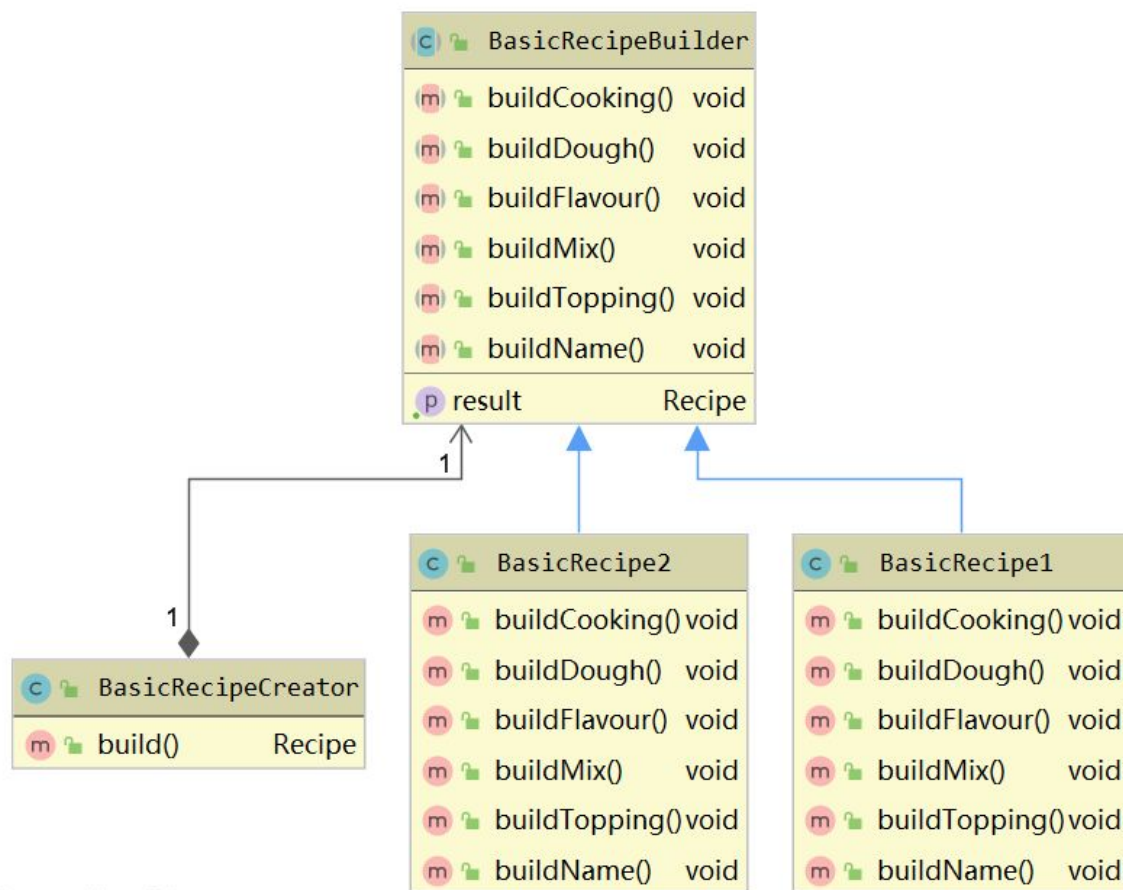 BasicRecipeBuilder
buildCooking() void
buildDough() void
buildFlavour() void
buildMix() void
buildTopping() void
buildName() void
result Recipe
1
1
BasicRecipeCreator
build() Recipe
BasicRecipe2
buildCooking() void
buildDough() void
buildFlavour() void
buildMix() void
buildTopping() void
buildName() void
BasicRecipe1
buildCooking() void
buildDough() void
buildFlavour() void
buildMix() void
buildTopping() void
buildName() void